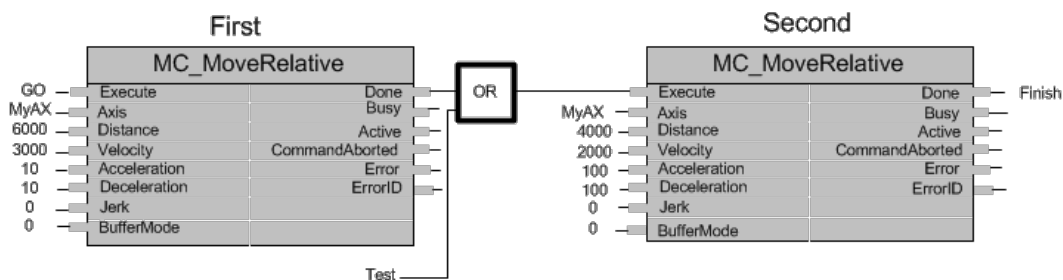 First
Second
MC_MoveRelative
MC_MoveRelative
GO Execute Done
MyAX Axis Busy
6000 Distance Active
3000 Velocity CommandAborted
10 Acceleration Error
10 Deceleration ErrorID
0 Jerk
0 BufferMode
OR
Test
Execute Done Finish
MyAX Axis Busy
4000 Distance Active
2000 Velocity CommandAborted
100 Acceleration Error
100 Deceleration ErrorID
0 Jerk
0 BufferMode